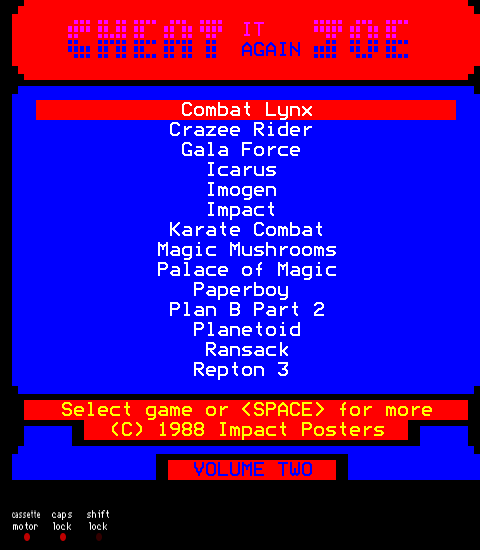 CHEAT IT AGAIN JOE
Combat Lynx
Crazee Rider
Gala Force
Icarus
Imogen
Impact
Karate Combat
Magic Mushrooms
Palace of Magic
Paperboy
Plan B Part 2
Planetoid
Ransack
Repton 3
Select game or <SPACE> for more
(C) 1988 Impact Posters
VOLUME TWO
cassette motor caps lock shift lock